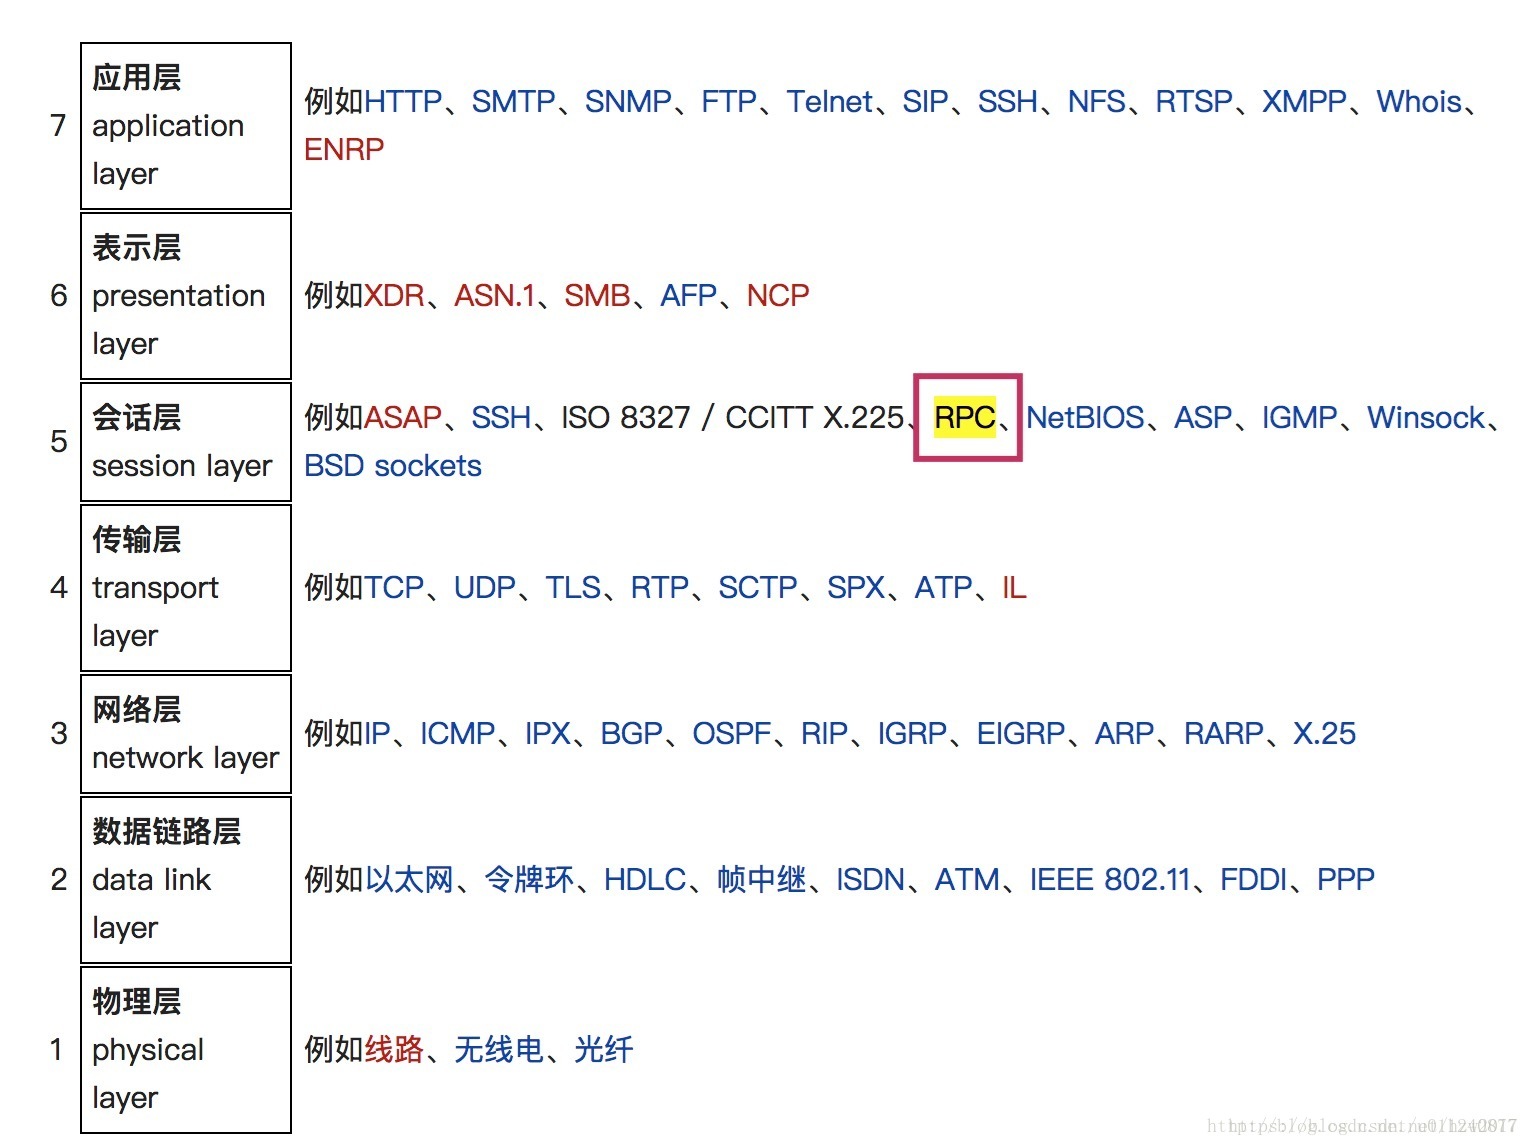 7
应用层
application
layer
例如HTTP、SMTP、SNMP、FTP、Telnet、SIP、SSH、NFS、RTSP、XMPP、Whois、
ENRP
6
表示层
presentation
layer
例如XDR、ASN.1、SMB、AFP、NCP
5
会话层
session layer
例如ASAP、SSH、ISO 8327 / CCITT X.225、RPC、NetBIOS、ASP、IGMP、Winsock、
BSD sockets
4
传输层
transport
layer
例如TCP、UDP、TLS、RTP、SCTP、SPX、ATP、IL
3
网络层
network layer
例如IP、ICMP、IPX、BGP、OSPF、RIP、IGRP、EIGRP、ARP、RARP、X.25
2
数据链路层
data link
layer
例如以太网、令牌环、HDLC、帧中继、ISDN、ATM、IEEE 802.11、FDDI、PPP
1
物理层
physical
layer
例如线路、无线电、光纤